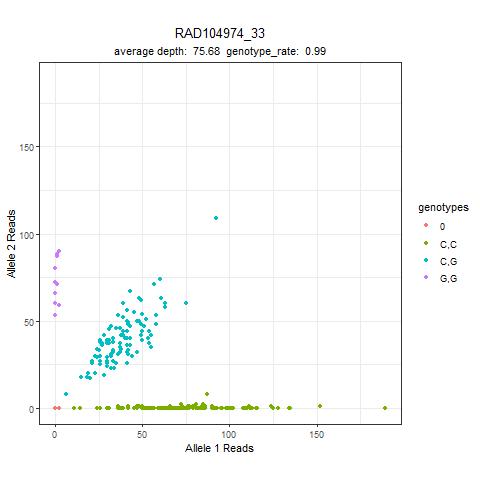 RAD104974_33
average depth:  75.68  genotype_rate:  0.99
Allele 2 Reads
150
100
50
0
0
50
100
150
Allele 1 Reads
genotypes
0
C,C
C,G
G,G